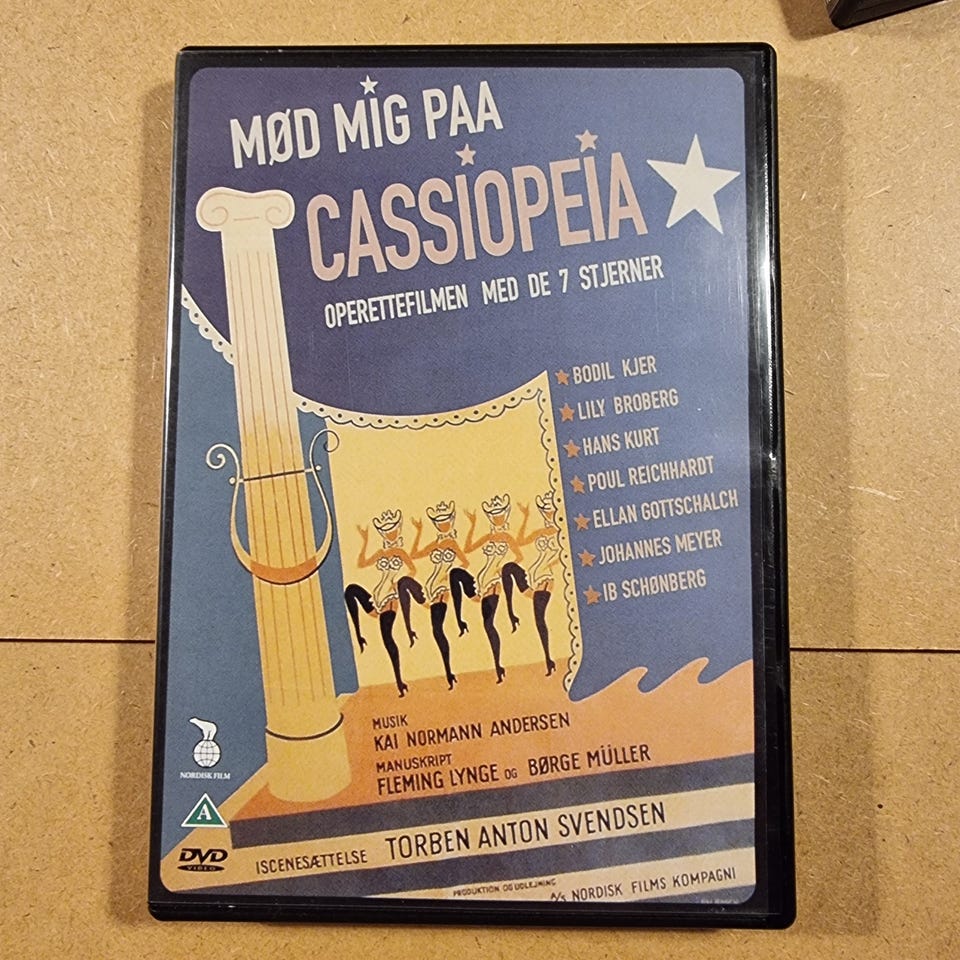 MØD MIG PAA
CASSIOPEIA
OPERETTEFILMEN MED DE 7 STJERNER
BODIL KJER
LILY BROBERG
HANS KURT
POUL REICHHARDT
ELLAN GOTTSCHALCH
JOHANNES MEYER
IB SCHØNBERG
MUSIK
KAI NORMANN ANDERSEN
MANUSKRIPT
FLEMING LYNGE OG BØRGE MÜLLER
NORDISK FILM
A
DVD
VIDEO
ISCENESÆTTELSE TORBEN ANTON SVENDSEN
PRODUKTION OG UDLEJNING A/S NORDISK FILMS KOMPAGNI